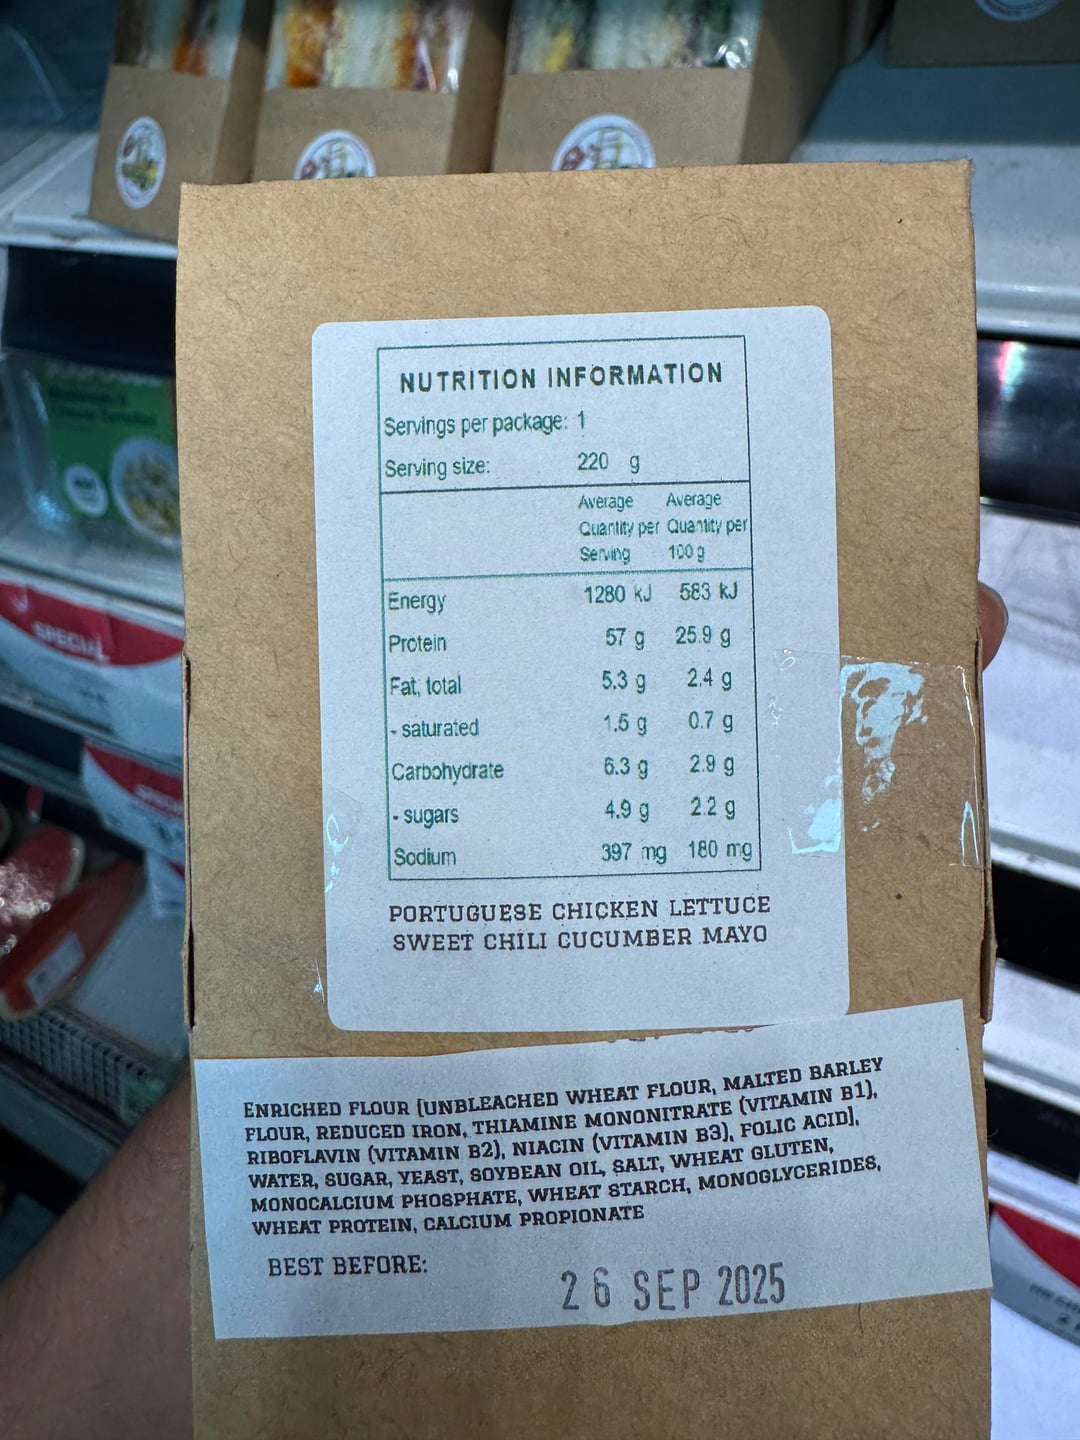 NUTRITION INFORMATION
Servings per package: 1
Serving size: 220 g
Average Quantity per Serving Average Quantity per 100 g
Energy 1280 kJ 583 kJ
Protein 57 g 25.9 g
Fat, total 5.3 g 2.4 g
- saturated 1.5 g 0.7 g
Carbohydrate 6.3 g 2.9 g
- sugars 4.9 g 2.2 g
Sodium 397 mg 180 mg
PORTUGUESE CHICKEN LETTUCE
SWEET CHILI CUCUMBER MAYO
ENRICHED FLOUR (UNBLEACHED WHEAT FLOUR, MALTED BARLEY
FLOUR, REDUCED IRON, THIAMINE MONONITRATE (VITAMIN B1),
RIBOFLAVIN (VITAMIN B2), NIACIN (VITAMIN B3), FOLIC ACID),
WATER, SUGAR, YEAST, SOYBEAN OIL, SALT, WHEAT GLUTEN,
MONOCALCIUM PHOSPHATE, WHEAT STARCH, MONOGLYCERIDES,
WHEAT PROTEIN, CALCIUM PROPIONATE
BEST BEFORE: 26 SEP 2025
SPECIAL